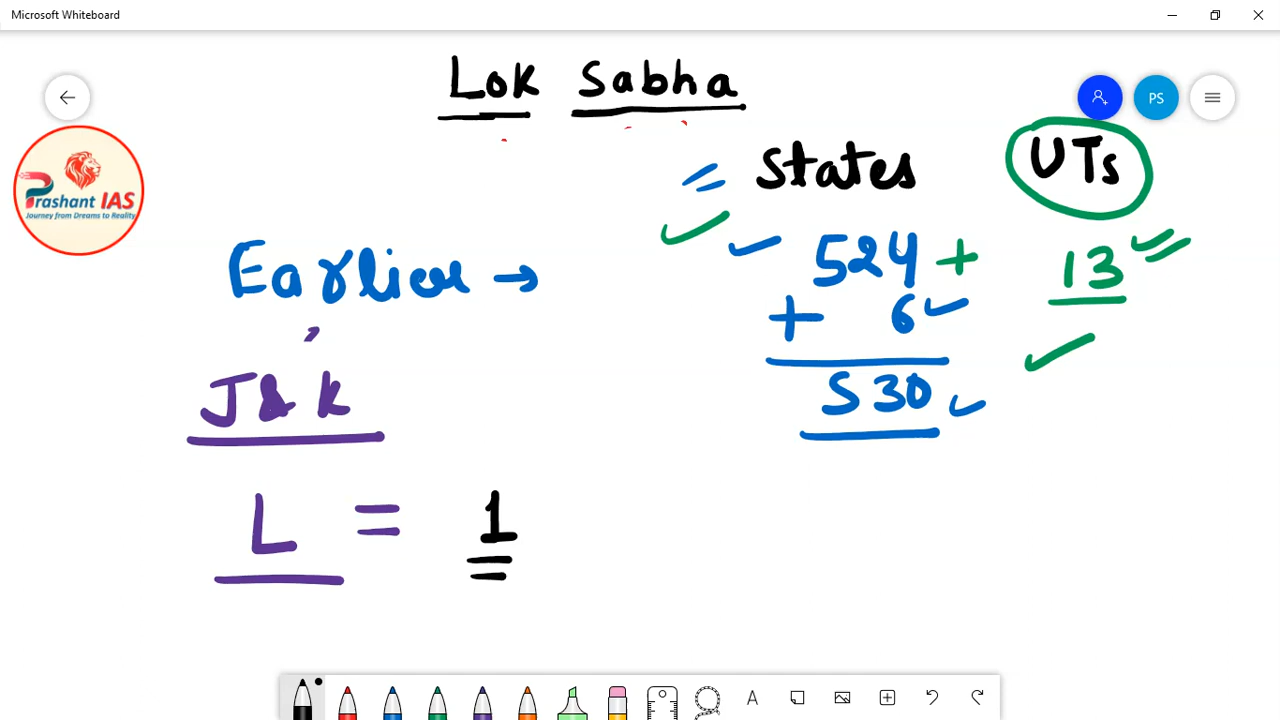 Microsoft Whiteboard
Lok Sabha
PS
= States UTs
Prashant IAS
Journey from Dreams to Reality
Earlier → 524 + 13
+ 6
530
J & K
L = 1
A